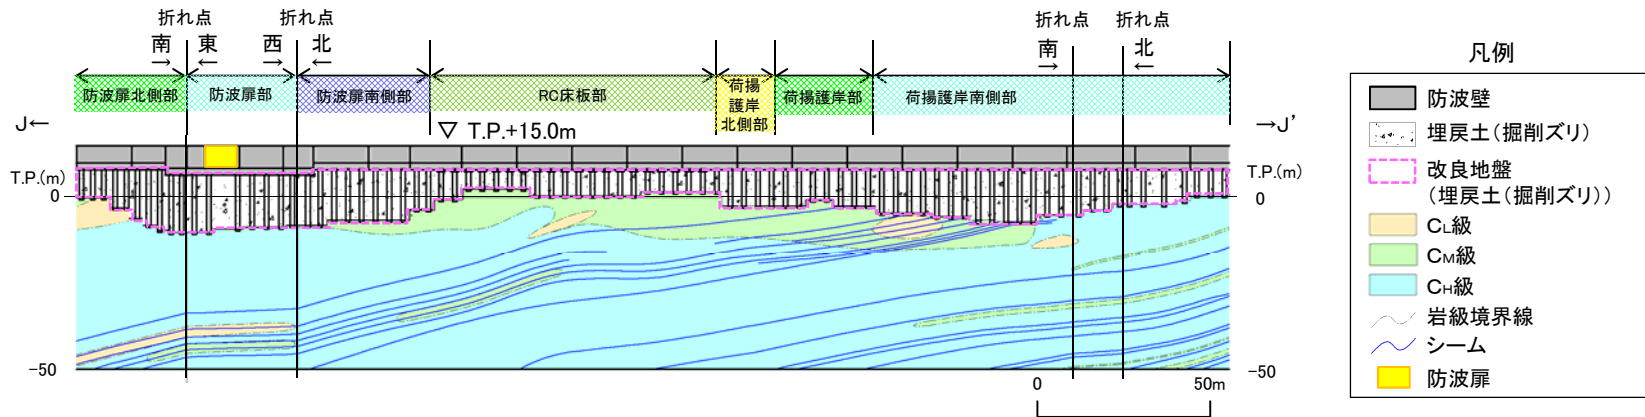 折れ点
折れ点
折れ点
折れ点
南
東
西
北
南
北
→
←
→
←
→
←
防波扉北側部
防波扉部
防波扉南側部
RC床板部
荷揚
護岸
北側部
荷揚護岸部
荷揚護岸南側部
J←
→J’
▽ T.P.+15.0m
T.P.(m)
0
-50
T.P.(m)
0
-50
0
50m
凡例
防波壁
埋戻土(掘削ズリ)
改良地盤
(埋戻土(掘削ズリ))
CL級
CM級
CH級
岩級境界線
シーム
防波扉